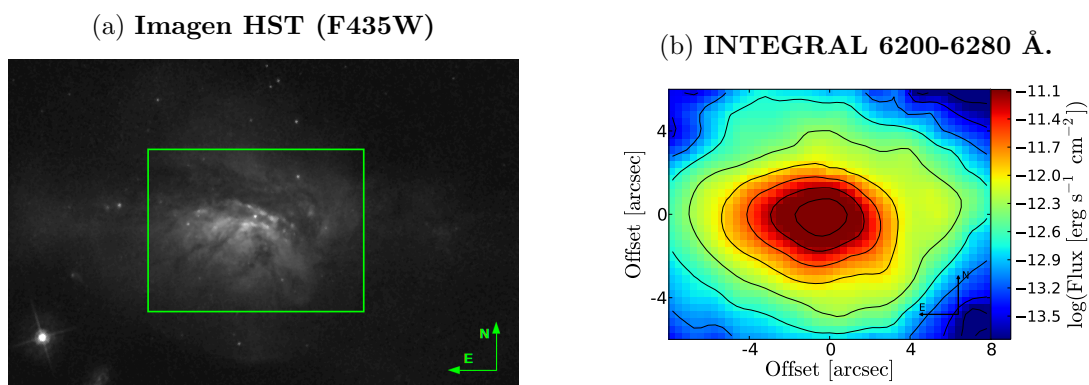 (a) Imagen HST (F435W)
N
E
(b) INTEGRAL 6200-6280 Å.
4
0
-4
Offset [arcsec]
-4
0
4
8
Offset [arcsec]
N
E
−11.1
−11.4
−11.7
−12.0
−12.3
−12.6
−12.9
−13.2
−13.5
log(Flux [erg s⁻¹ cm⁻²])